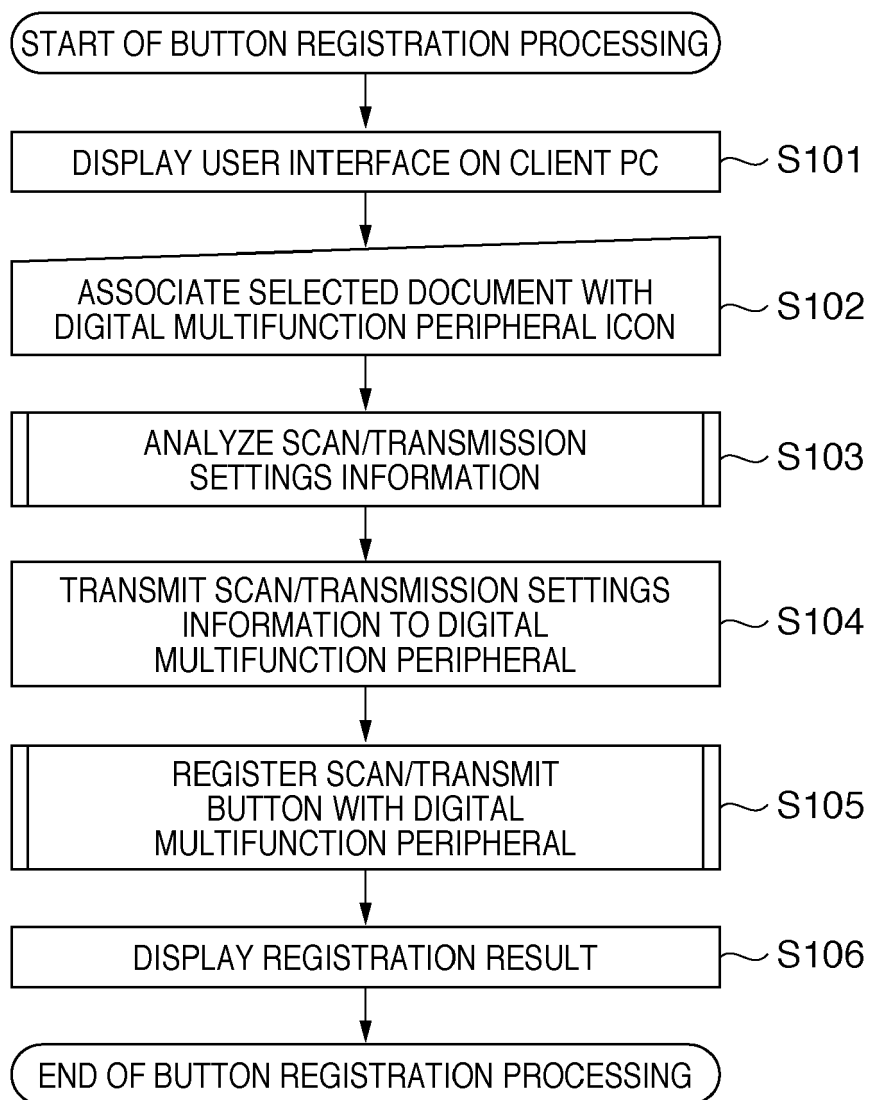 START OF BUTTON REGISTRATION PROCESSING
DISPLAY USER INTERFACE ON CLIENT PC
S101
ASSOCIATE SELECTED DOCUMENT WITH
DIGITAL MULTIFUNCTION PERIPHERAL ICON
S102
ANALYZE SCAN/TRANSMISSION
SETTINGS INFORMATION
S103
TRANSMIT SCAN/TRANSMISSION SETTINGS
INFORMATION TO DIGITAL
MULTIFUNCTION PERIPHERAL
S104
REGISTER SCAN/TRANSMIT
BUTTON WITH DIGITAL
MULTIFUNCTION PERIPHERAL
S105
DISPLAY REGISTRATION RESULT
S106
END OF BUTTON REGISTRATION PROCESSING